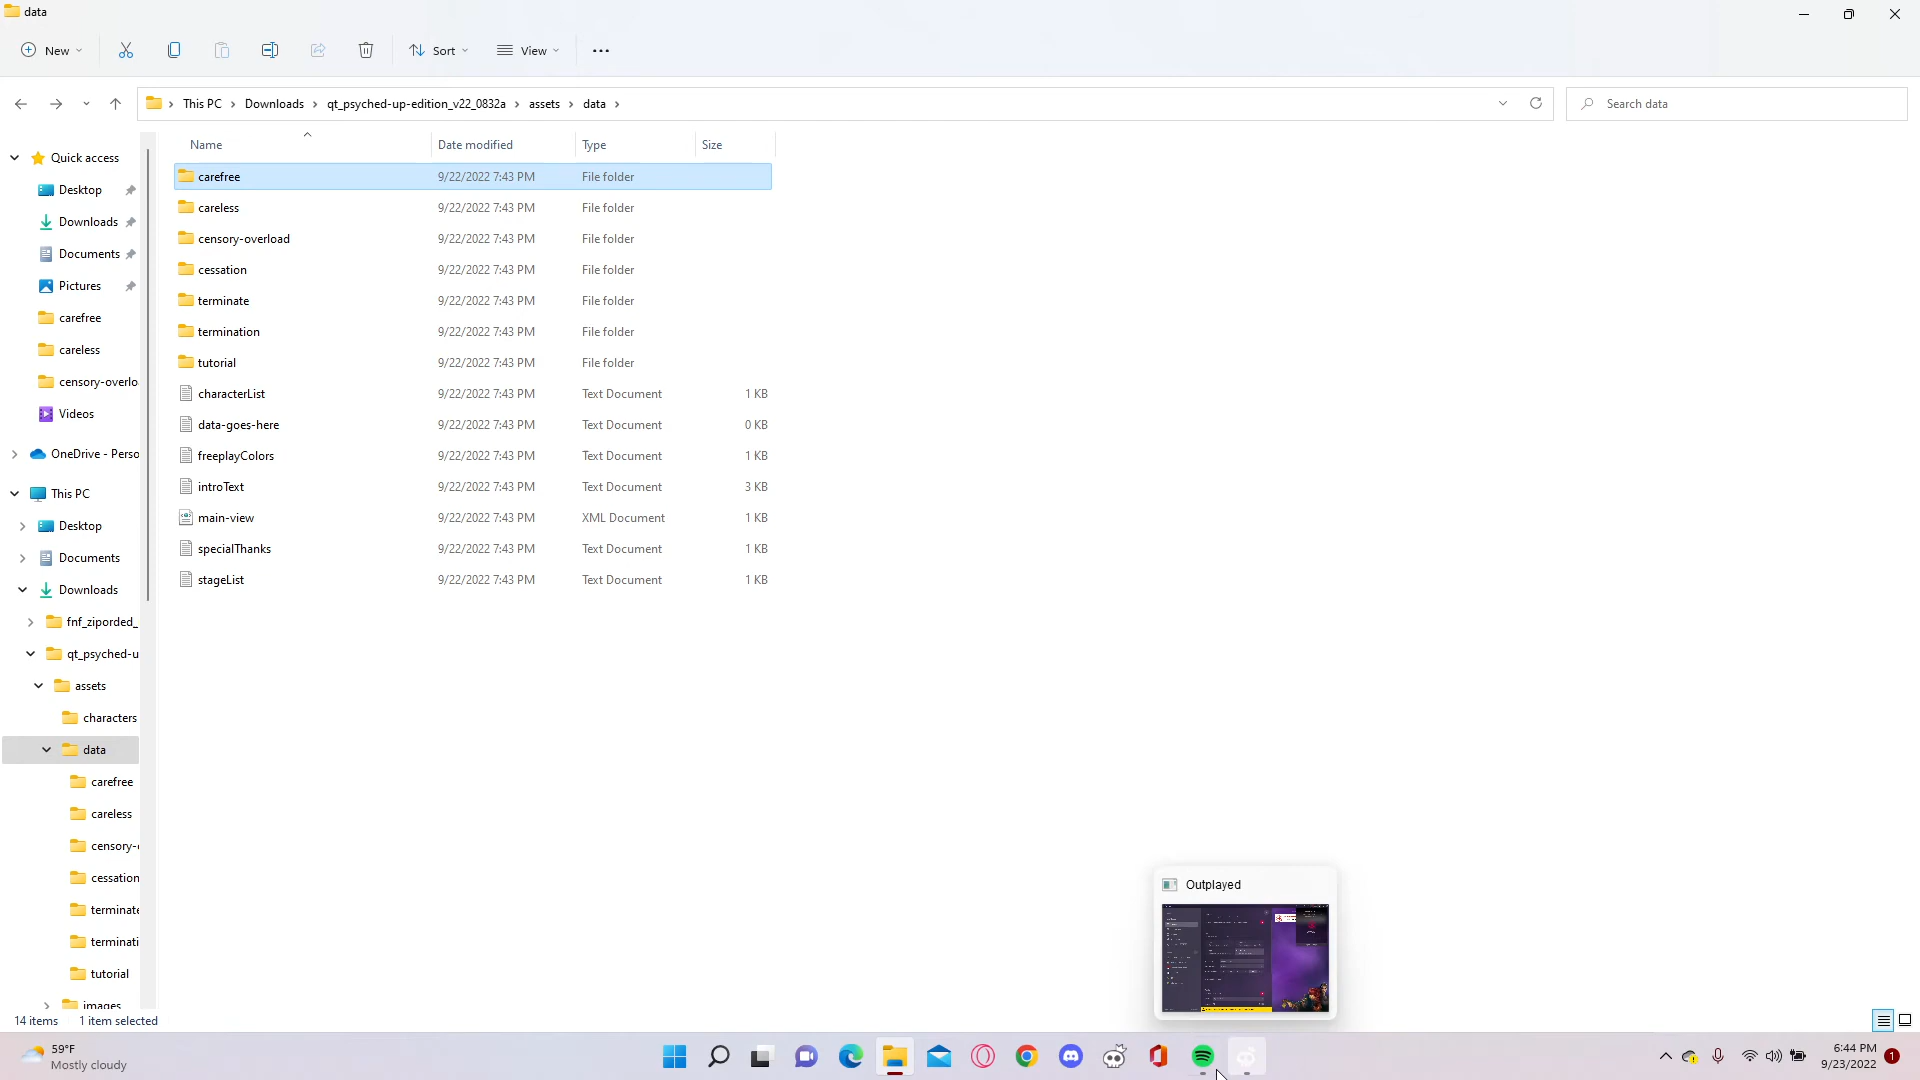 data
New
Sort
View
This PC > Downloads > qt_psyched-up-edition_v22_0832a > assets > data >
Search data
Name Date modified Type Size
carefree 9/22/2022 7:43 PM File folder
careless 9/22/2022 7:43 PM File folder
censory-overload 9/22/2022 7:43 PM File folder
cessation 9/22/2022 7:43 PM File folder
terminate 9/22/2022 7:43 PM File folder
termination 9/22/2022 7:43 PM File folder
tutorial 9/22/2022 7:43 PM File folder
characterList 9/22/2022 7:43 PM Text Document 1 KB
data-goes-here 9/22/2022 7:43 PM Text Document 0 KB
freeplayColors 9/22/2022 7:43 PM Text Document 1 KB
introText 9/22/2022 7:43 PM Text Document 3 KB
main-view 9/22/2022 7:43 PM XML Document 1 KB
specialThanks 9/22/2022 7:43 PM Text Document 1 KB
stageList 9/22/2022 7:43 PM Text Document 1 KB
Quick access
Desktop
Downloads
Documents
Pictures
carefree
careless
censory-overlo
Videos
OneDrive - Perso
This PC
Desktop
Documents
Downloads
fnf_ziporded_
qt_psyched-u
assets
characters
data
carefree
careless
censory-
cessation
terminate
terminati
tutorial
images
14 items 1 item selected
Outplayed
59°F
Mostly cloudy
6:44 PM
9/23/2022
1